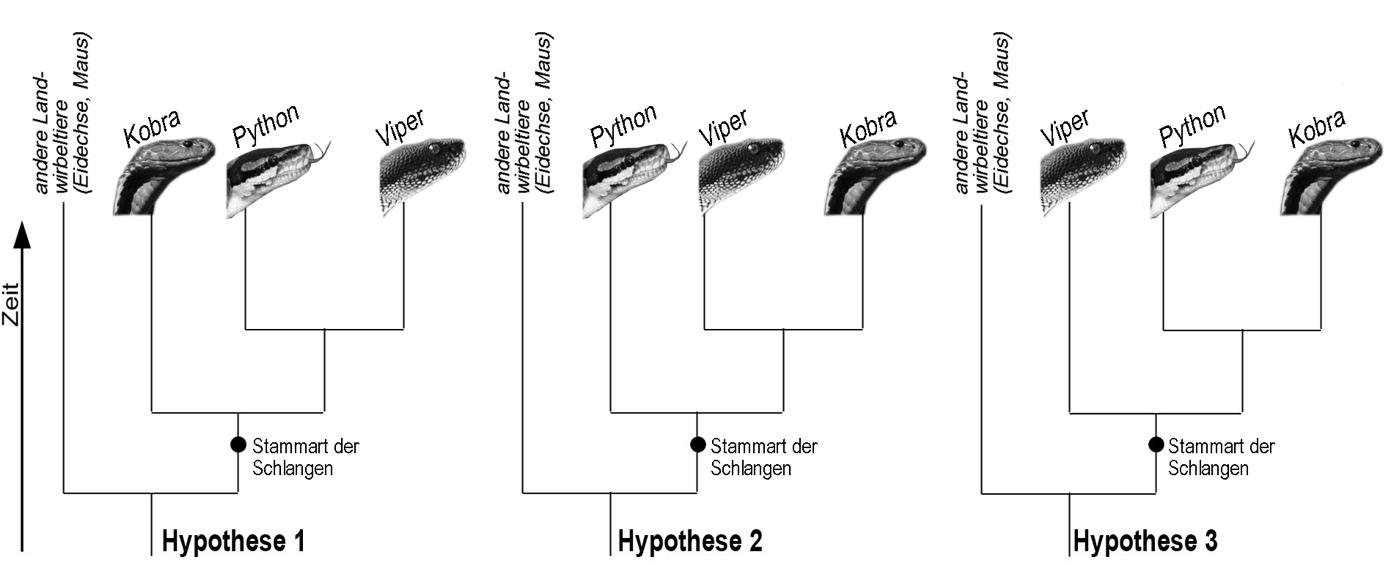 Zeit
andere Land-
wirbeltiere
(Eidechse, Maus)
Kobra
Python
Viper
Stammart der
Schlangen
Hypothese 1
andere Land-
wirbeltiere
(Eidechse, Maus)
Python
Viper
Kobra
Stammart der
Schlangen
Hypothese 2
andere Land-
wirbeltiere
(Eidechse, Maus)
Viper
Python
Kobra
Stammart der
Schlangen
Hypothese 3